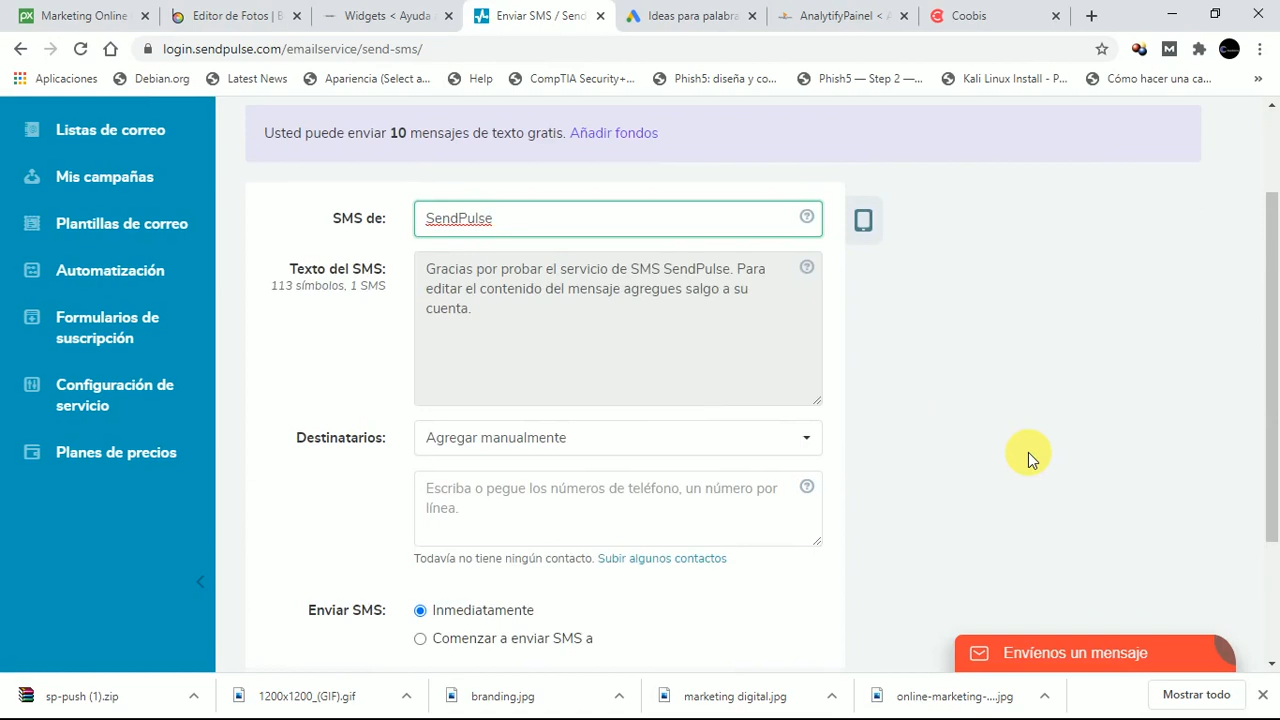 Marketing Online
Editor de Fotos | B
Widgets < Ayuda
Enviar SMS / Send
Ideas para palabra
AnalytifyPainel < A
Coobis
login.sendpulse.com/emailservice/send-sms/
Aplicaciones
Debian.org
Latest News
Apariencia (Select a...
Help
CompTIA Security+...
Phish5: diseña y co...
Phish5 — Step 2 —...
Kali Linux Install - P...
Cómo hacer una ca...
»
Listas de correo
Mis campañas
Plantillas de correo
Automatización
Formularios de
suscripción
Configuración de
servicio
Planes de precios
Usted puede enviar 10 mensajes de texto gratis. Añadir fondos
SMS de:
SendPulse
Texto del SMS:
113 símbolos, 1 SMS
Gracias por probar el servicio de SMS SendPulse. Para
editar el contenido del mensaje agregues salgo a su
cuenta.
Destinatarios:
Agregar manualmente
Escriba o pegue los números de teléfono, un número por
línea.
Todavía no tiene ningún contacto. Subir algunos contactos
Enviar SMS:
Inmediatamente
Comenzar a enviar SMS a
Envíenos un mensaje
sp-push (1).zip
1200x1200_(GIF).gif
branding.jpg
marketing digital.jpg
online-marketing-....jpg
Mostrar todo